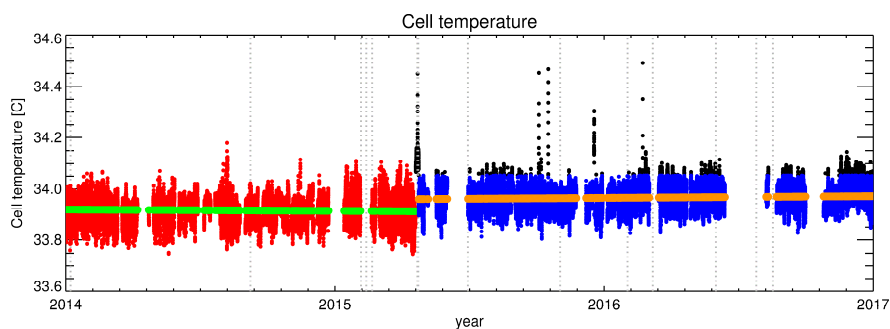 Cell temperature
34.6
34.4
34.2
34.0
33.8
33.6
Cell temperature [C]
2014 2015 2016 2017
year